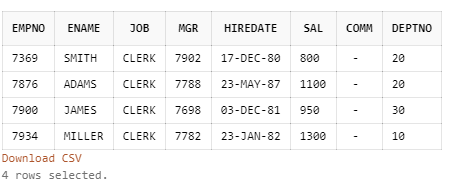 EMPNO ENAME JOB MGR HIREDATE SAL COMM DEPTNO
7369 SMITH CLERK 7902 17-DEC-80 800 - 20
7876 ADAMS CLERK 7788 23-MAY-87 1100 - 20
7900 JAMES CLERK 7698 03-DEC-81 950 - 30
7934 MILLER CLERK 7782 23-JAN-82 1300 - 10
Download CSV
4 rows selected.